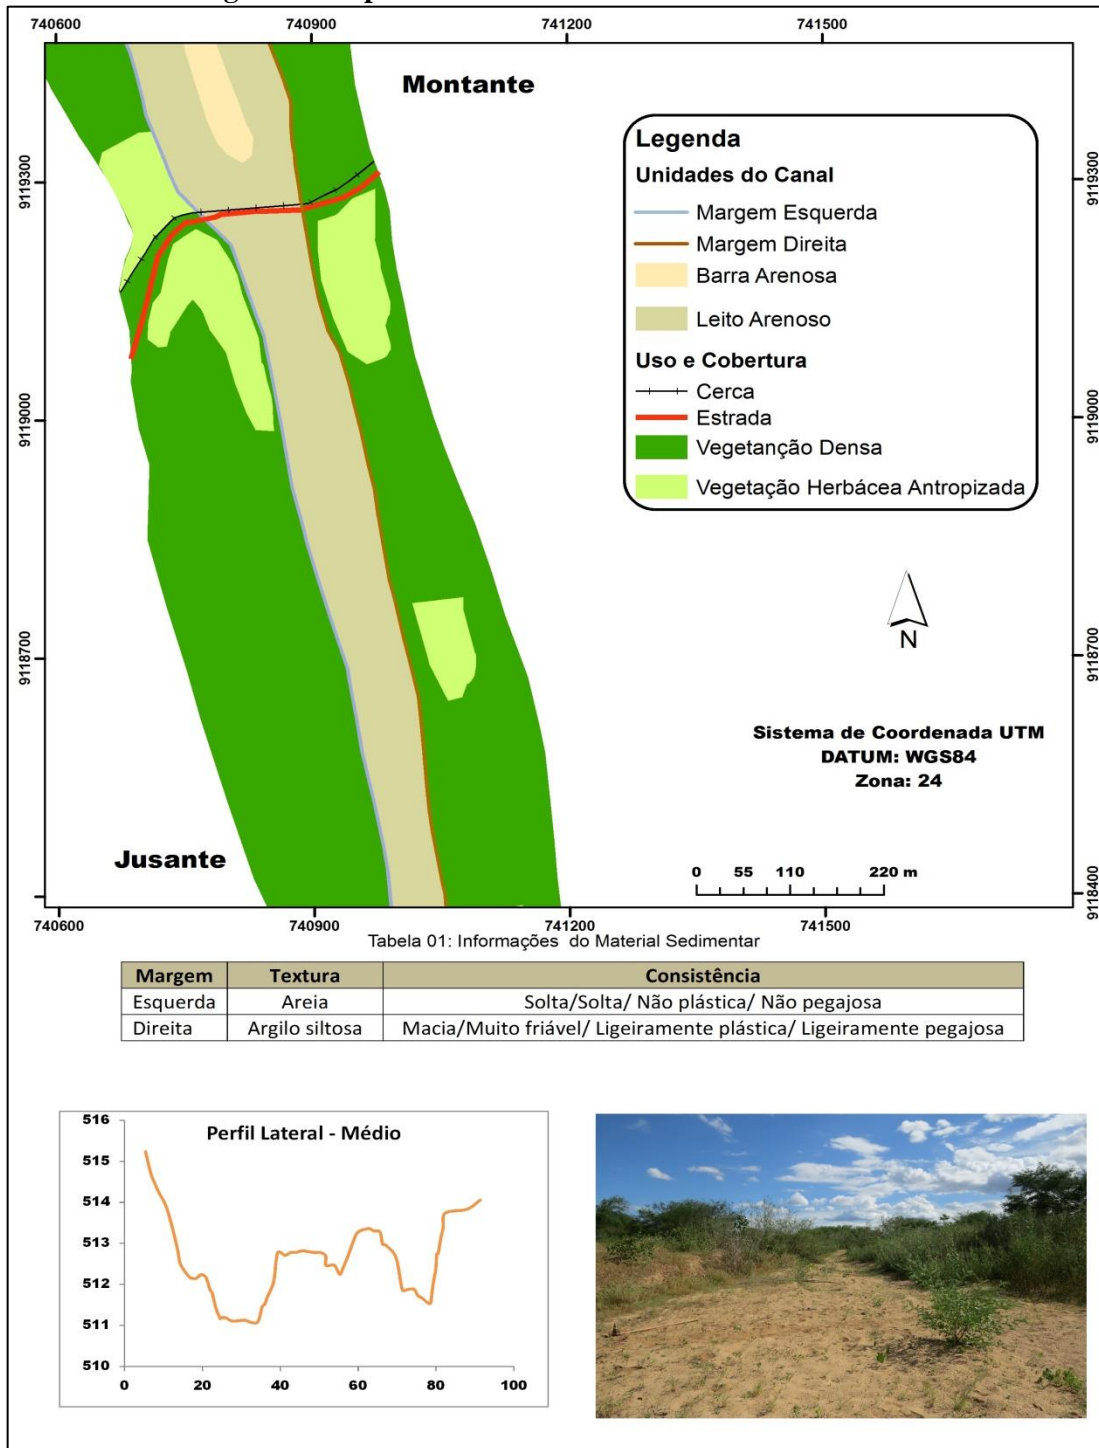 740600 740900 741200 741500
Montante
Legenda
Unidades do Canal
Margem Esquerda
Margem Direita
Barra Arenosa
Leito Arenoso
Uso e Cobertura
Cerca
Estrada
Vegetanção Densa
Vegetação Herbácea Antropizada
9119300 9119300
9119000 9119000
9118700 9118700
N
Sistema de Coordenada UTM
DATUM: WGS84
Zona: 24
Jusante
0 55 110 220 m
9118400
740600 740900 741200 741500
Tabela 01: Informações do Material Sedimentar
Margem Textura Consistência
Esquerda Areia Solta/Solta/ Não plástica/ Não pegajosa
Direita Argilo siltosa Macia/Muito friável/ Ligeiramente plástica/ Ligeiramente pegajosa
Perfil Lateral - Médio
516
515
514
513
512
511
510
0 20 40 60 80 100